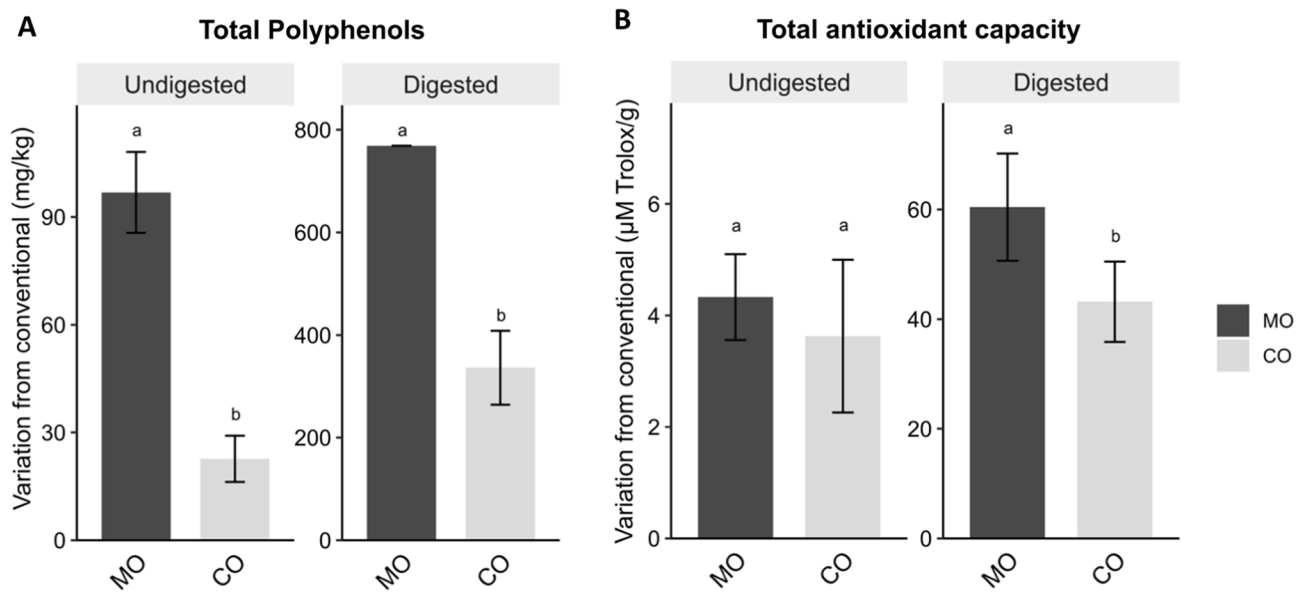 A
Total Polyphenols
Variation from conventional (mg/kg)
Undigested
90
60
30
0
a
b
MO
CO
Digested
800
600
400
200
0
a
b
MO
CO
B
Total antioxidant capacity
Variation from conventional (µM Trolox/g)
Undigested
6
4
2
0
a
a
MO
CO
Digested
60
40
20
0
a
b
MO
CO
MO
CO